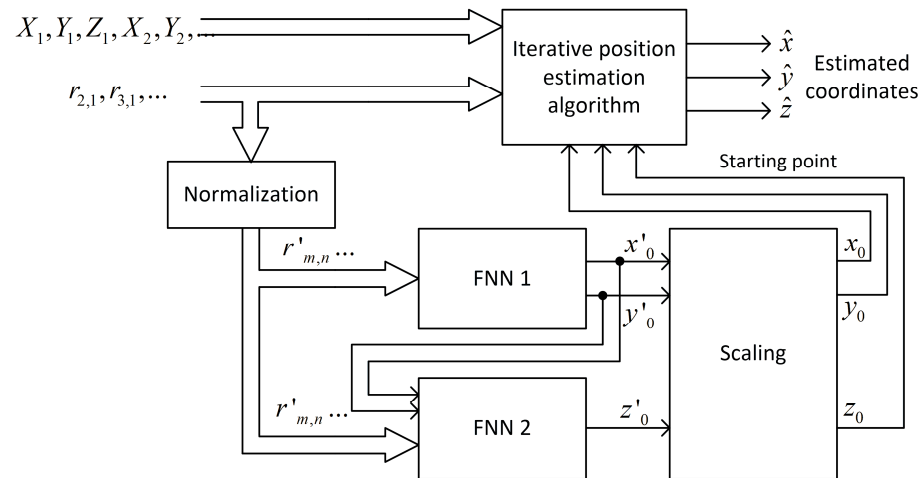 X₁,Y₁,Z₁,X₂,Y₂,...
r₂,₁,r₃,₁,...
Iterative position
estimation
algorithm
x̂
ŷ
ẑ
Estimated
coordinates
Starting point
Normalization
r'ₘ,ₙ...
FNN 1
x'₀
y'₀
Scaling
x₀
y₀
r'ₘ,ₙ...
FNN 2
z'₀
z₀